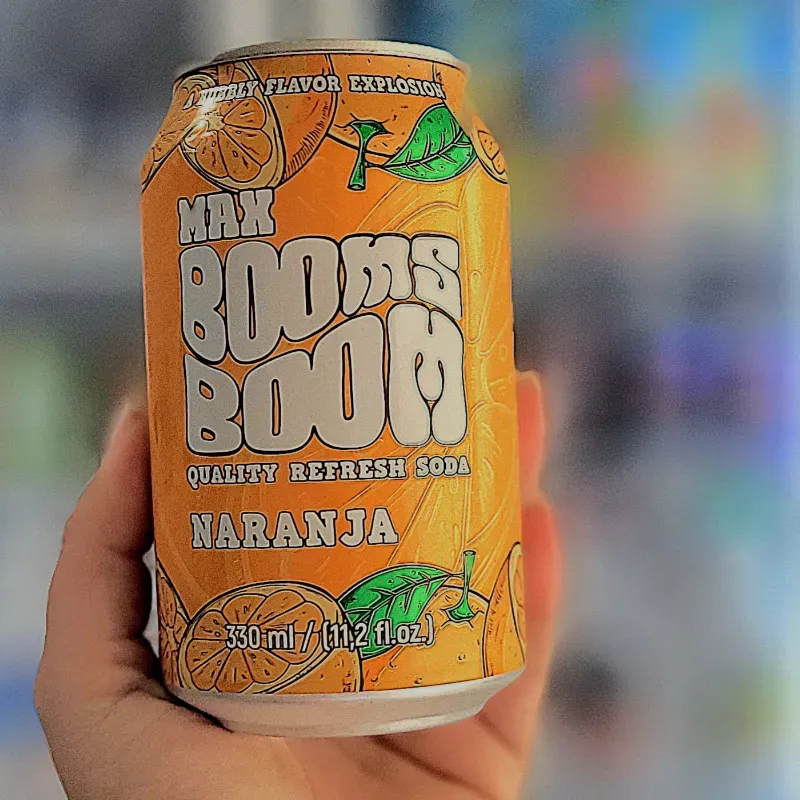 A BUBBLY FLAVOR EXPLOSION
MAX
BOOMS
BOOM
QUALITY REFRESH SODA
NARANJA
330 ml / (11,2 fl.oz.)